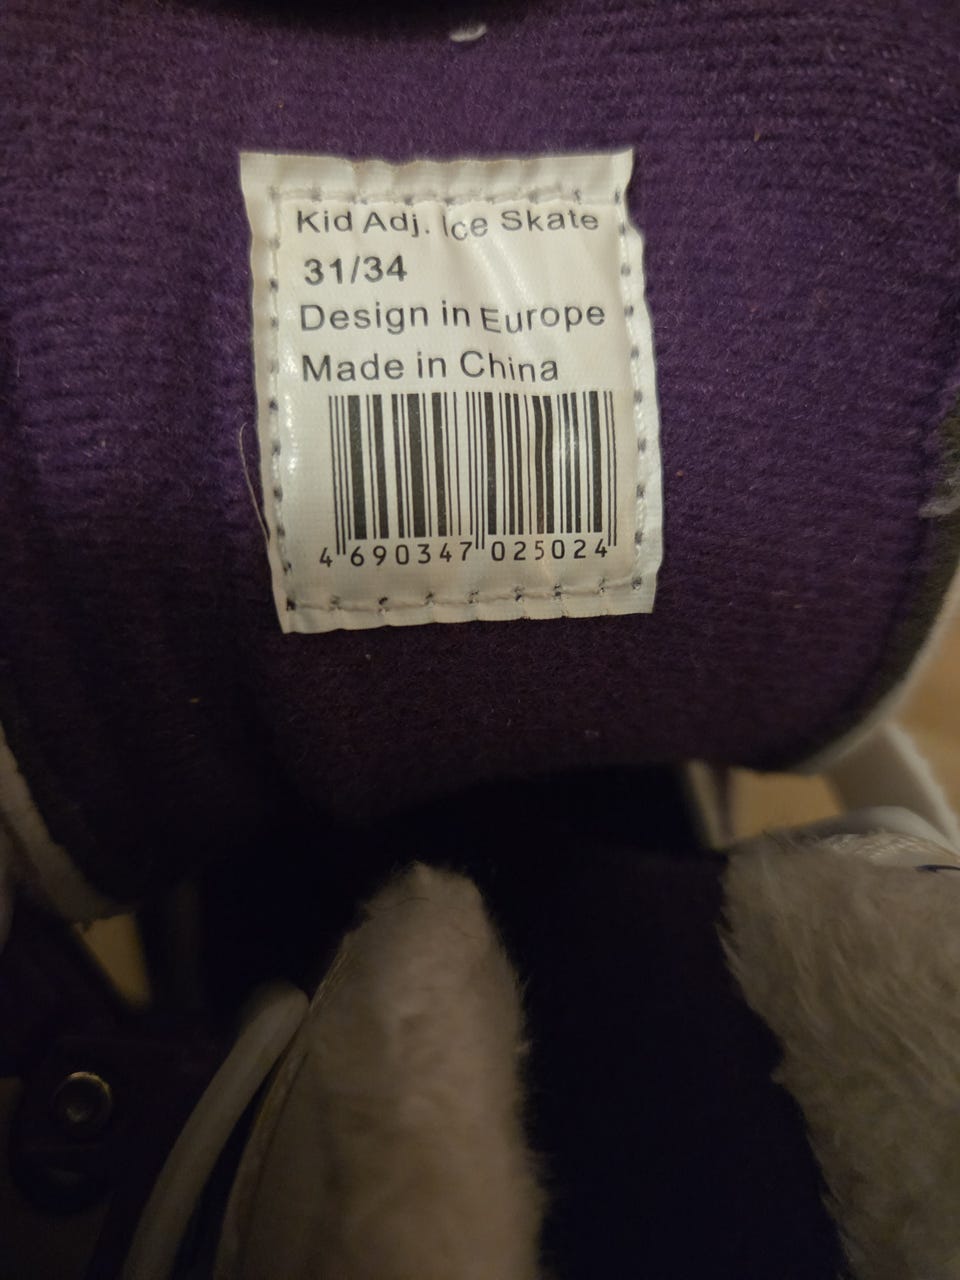 Kid Adj. Ice Skate
31/34
Design in Europe
Made in China
4 690347 025024